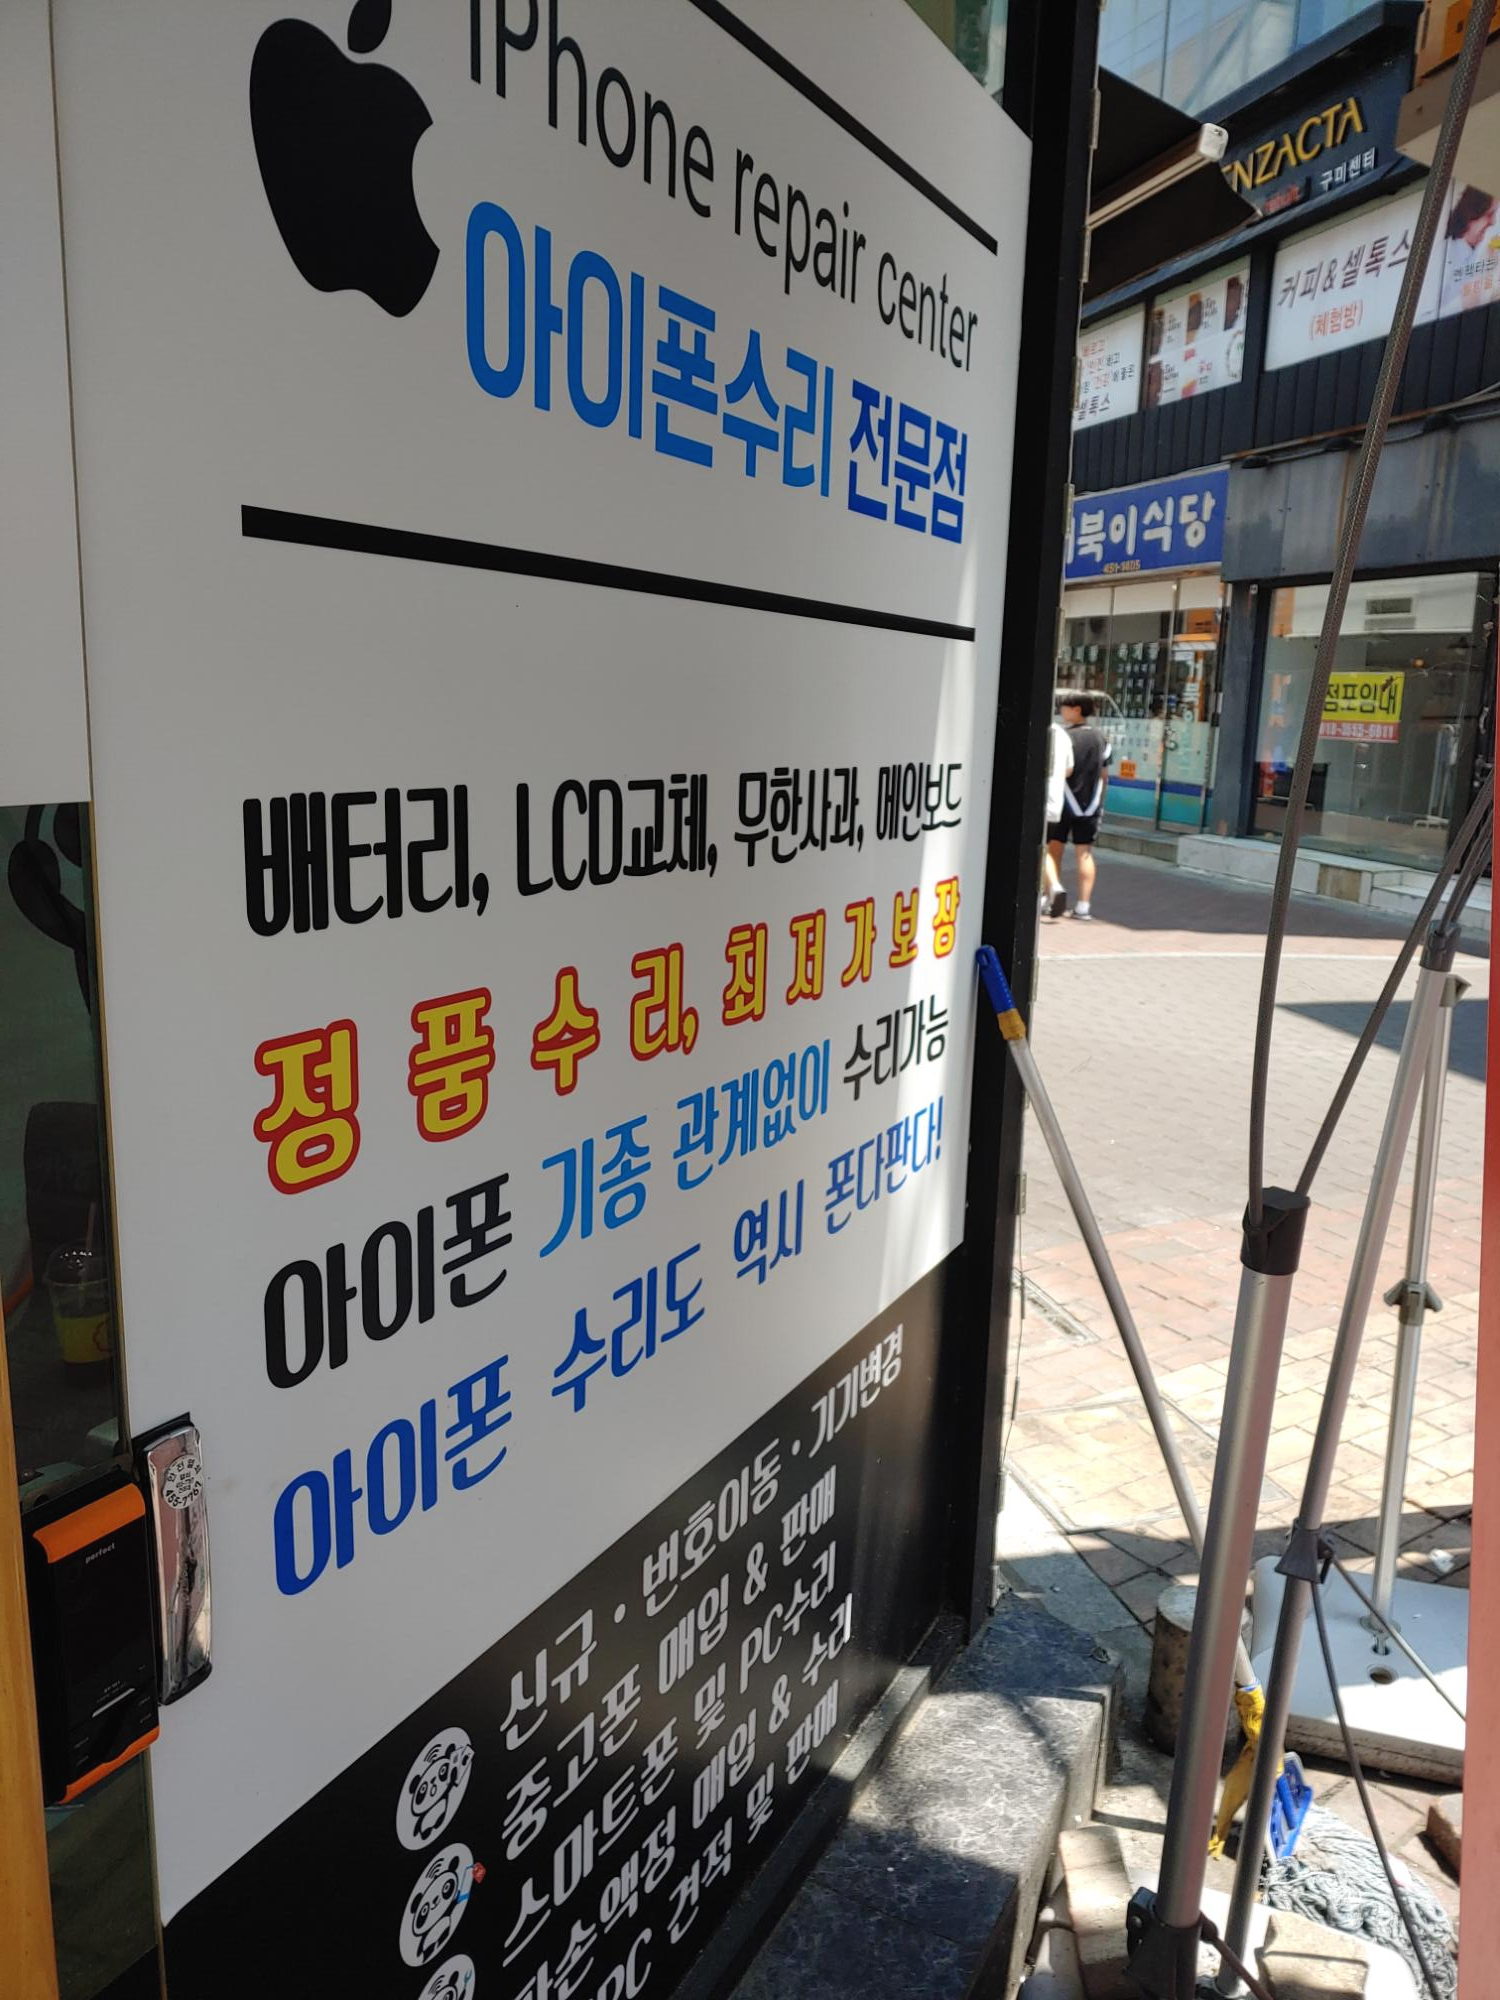 iPhone repair center
아이폰수리 전문점
배터리, LCD교체, 무한사과, 메인보드
정품수리, 최저가보장
아이폰 기종 관계없이 수리가능
아이폰 수리도 역시 폰다판다!
신규 · 번호이동 · 기기변경
중고폰 매입 & 판매
스마트폰 및 PC수리
파손액정 매입 & 수리
PC 견적 및 판매
perfect
ENZACTA
구미센터
커피&셀톡스
(체험방)
북이식당
451-1605
점포임대